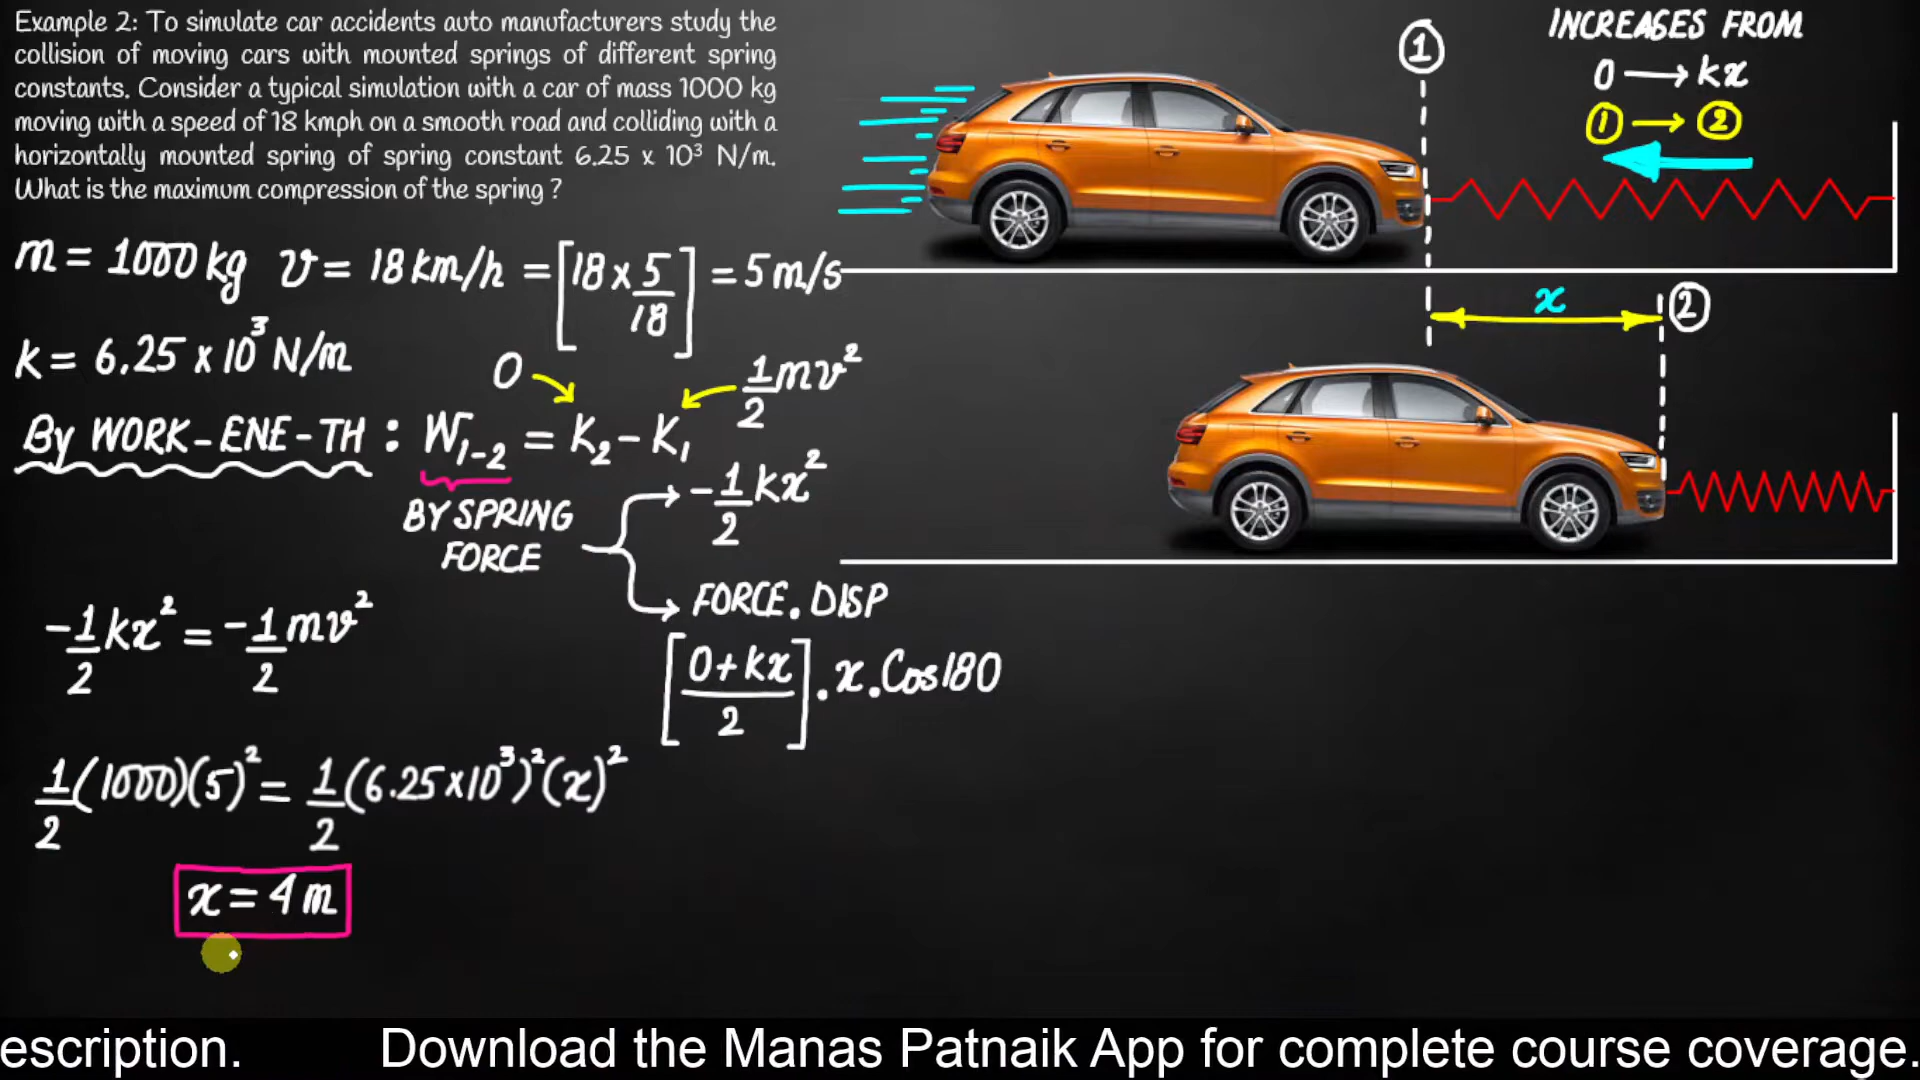 Example 2: To simulate car accidents auto manufacturers study the
collision of moving cars with mounted springs of different spring
constants. Consider a typical simulation with a car of mass 1000 kg
moving with a speed of 18 kmph on a smooth road and colliding with a
horizontally mounted spring of spring constant 6.25 x 10³ N/m.
What is the maximum compression of the spring ?
① INCREASES FROM
0 → kx
① → ②
m = 1000 kg v = 18 km/h = [18 x 5/18] = 5 m/s
x ②
k = 6.25 x 10³ N/m
0 1/2 mv²
By WORK-ENE-TH : W₁₋₂ = K₂ - K₁
BY SPRING
FORCE
-1/2 kx²
FORCE. DISP
[0+kx/2] . x . Cos180
-1/2 kx² = -1/2 mv²
1/2 (1000)(5)² = 1/2 (6.25x10³)² (x)²
x = 4 m
escription. Download the Manas Patnaik App for complete course coverage.